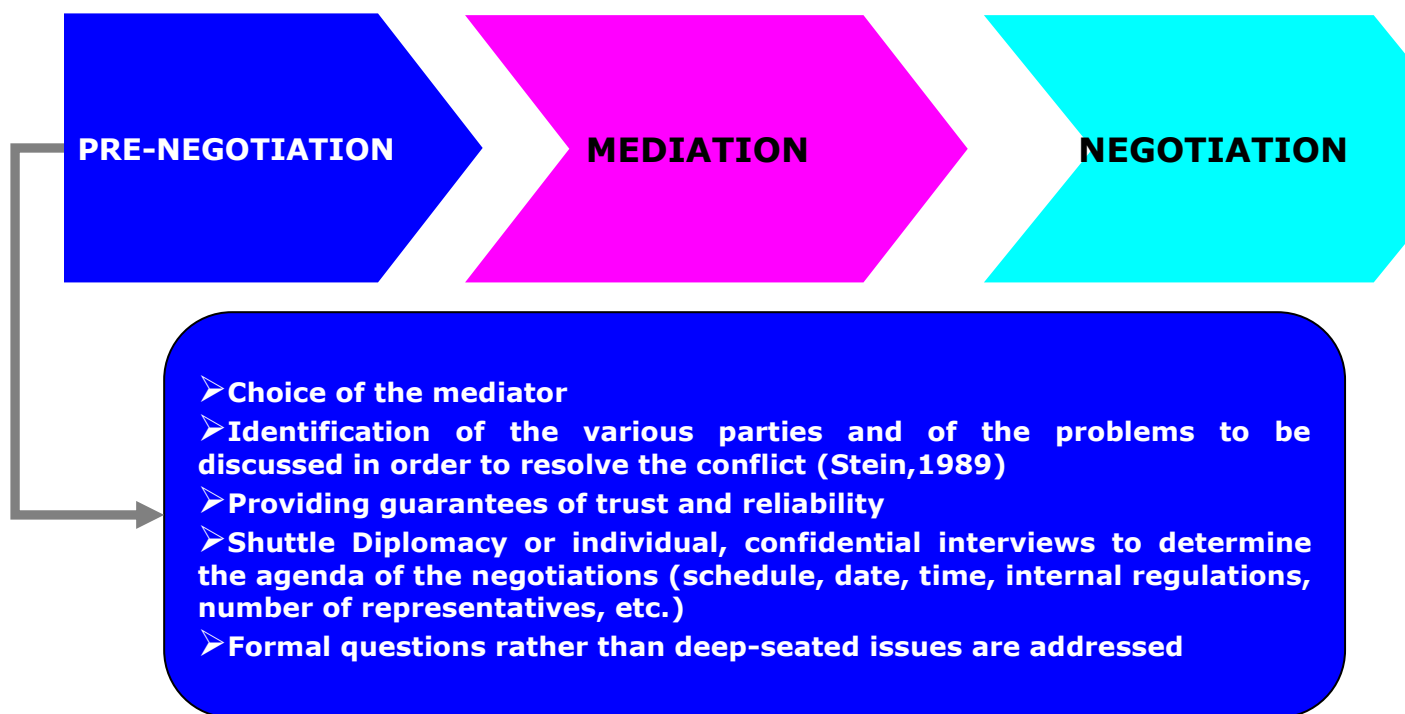 PRE-NEGOTIATION
MEDIATION
NEGOTIATION
➢Choice of the mediator
➢Identification of the various parties and of the problems to be
discussed in order to resolve the conflict (Stein,1989)
➢Providing guarantees of trust and reliability
➢Shuttle Diplomacy or individual, confidential interviews to determine
the agenda of the negotiations (schedule, date, time, internal regulations,
number of representatives, etc.)
➢Formal questions rather than deep-seated issues are addressed